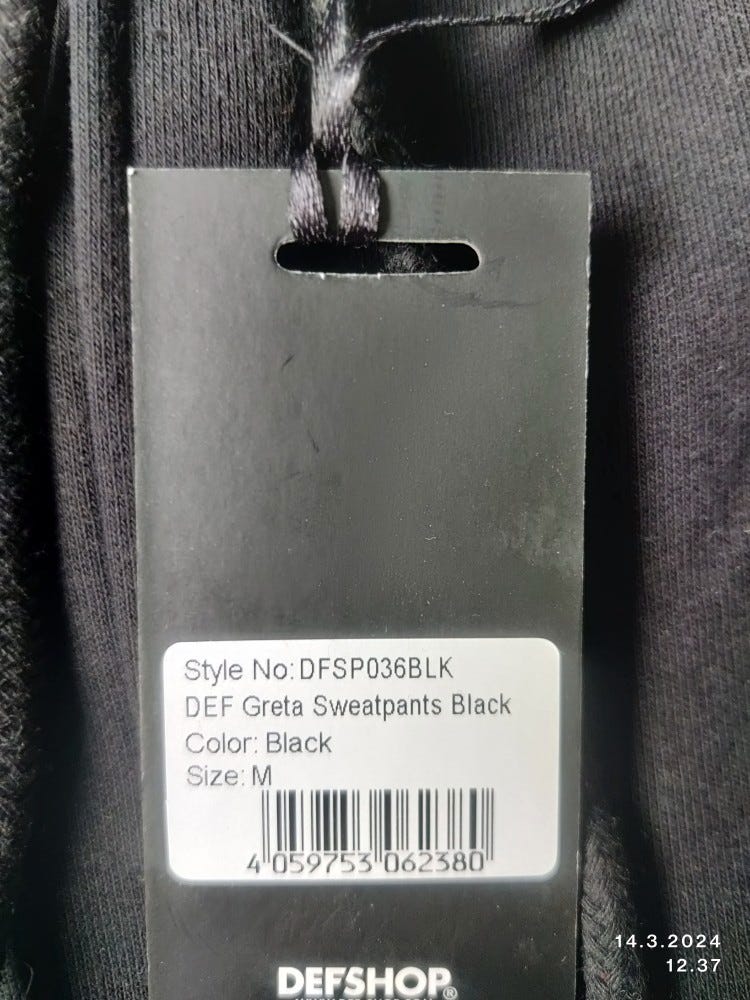 Style No: DFSP036BLK
DEF Greta Sweatpants Black
Color: Black
Size: M
4 059753 062380
DEFSHOP®
14.3.2024
12.37